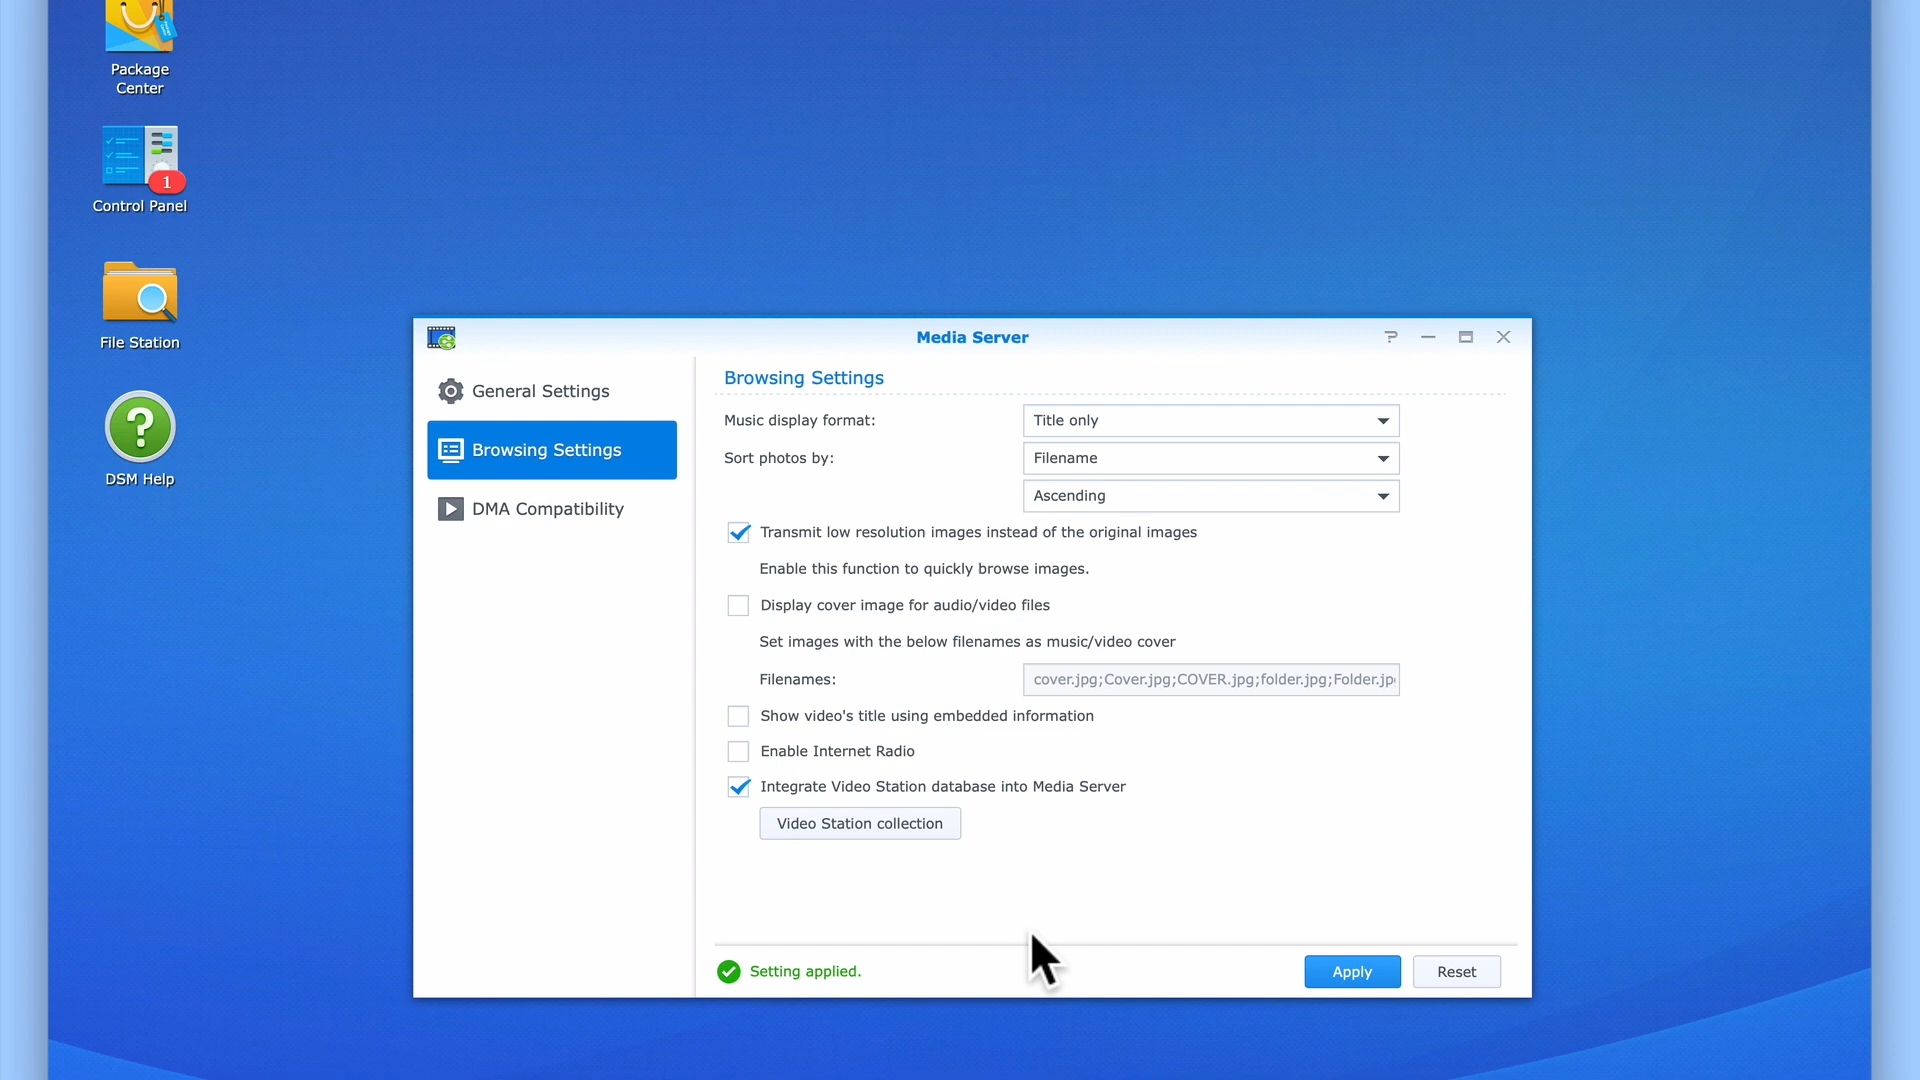 Package
Center
1
Control Panel
File Station
?
DSM Help
Media Server
?
General Settings
Browsing Settings
DMA Compatibility
Browsing Settings
Music display format:
Title only
Sort photos by:
Filename
Ascending
Transmit low resolution images instead of the original images
Enable this function to quickly browse images.
Display cover image for audio/video files
Set images with the below filenames as music/video cover
Filenames:
cover.jpg;Cover.jpg;COVER.jpg;folder.jpg;Folder.jp
Show video's title using embedded information
Enable Internet Radio
Integrate Video Station database into Media Server
Video Station collection
Setting applied.
Apply
Reset